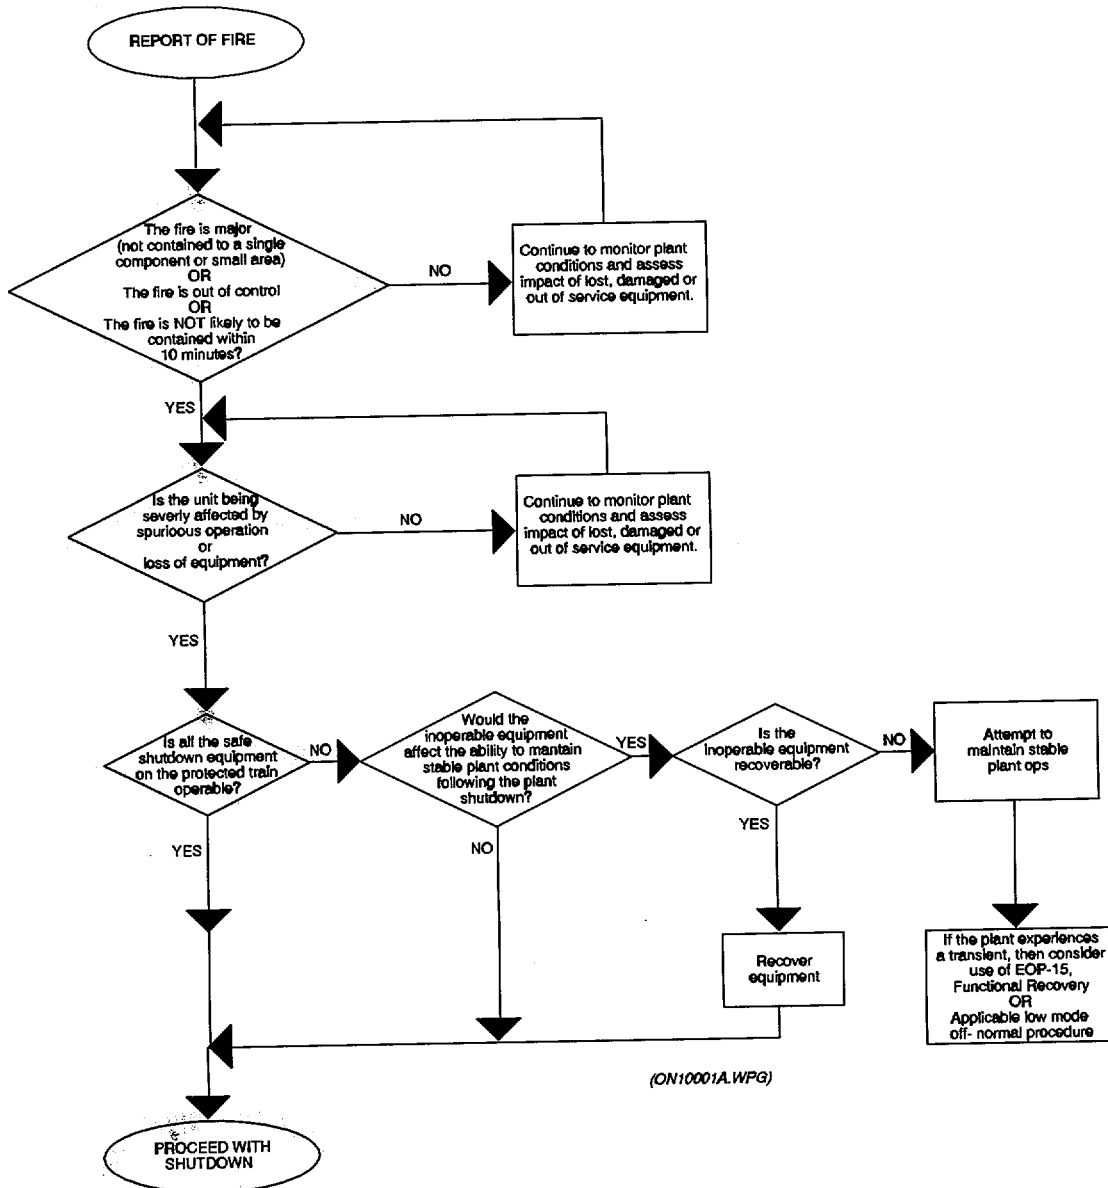 REPORT OF FIRE
The fire is major
(not contained to a single
component or small area)
OR
The fire is out of control
OR
The fire is NOT likely to be
contained within
10 minutes?
NO
Continue to monitor plant
conditions and assess
impact of lost, damaged or
out of service equipment.
YES
Is the unit being
severly affected by
spurioous operation
or
loss of equipment?
NO
Continue to monitor plant
conditions and assess
impact of lost, damaged or
out of service equipment.
YES
Is all the safe
shutdown equipment
on the protected train
operable?
NO
Would the
inoperable equipment
affect the ability to mantain
stable plant conditions
following the plant
shutdown?
YES
Is the
inoperable equipment
recoverable?
NO
Attempt to
maintain stable
plant ops
YES
NO
YES
Recover
equipment
If the plant experiences
a transient, then consider
use of EOP-15,
Functional Recovery
OR
Applicable low mode
off- normal procedure
(ON10001A.WPG)
PROCEED WITH
SHUTDOWN